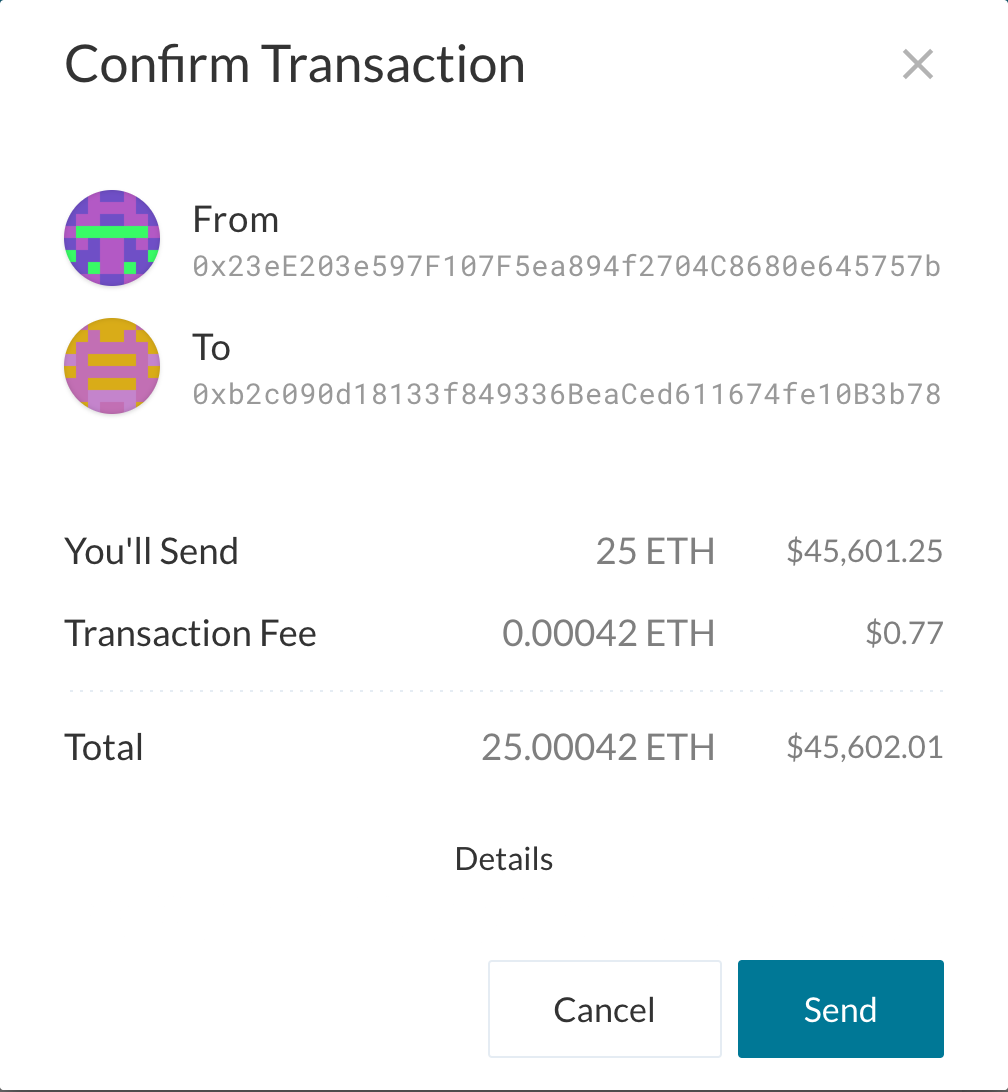 Confirm Transaction
From
0x23eE203e597F107F5ea894f2704C8680e645757b
To
0xb2c090d18133f849336BeaCed611674fe10B3b78
You'll Send 25 ETH $45,601.25
Transaction Fee 0.00042 ETH $0.77
Total 25.00042 ETH $45,602.01
Details
Cancel Send